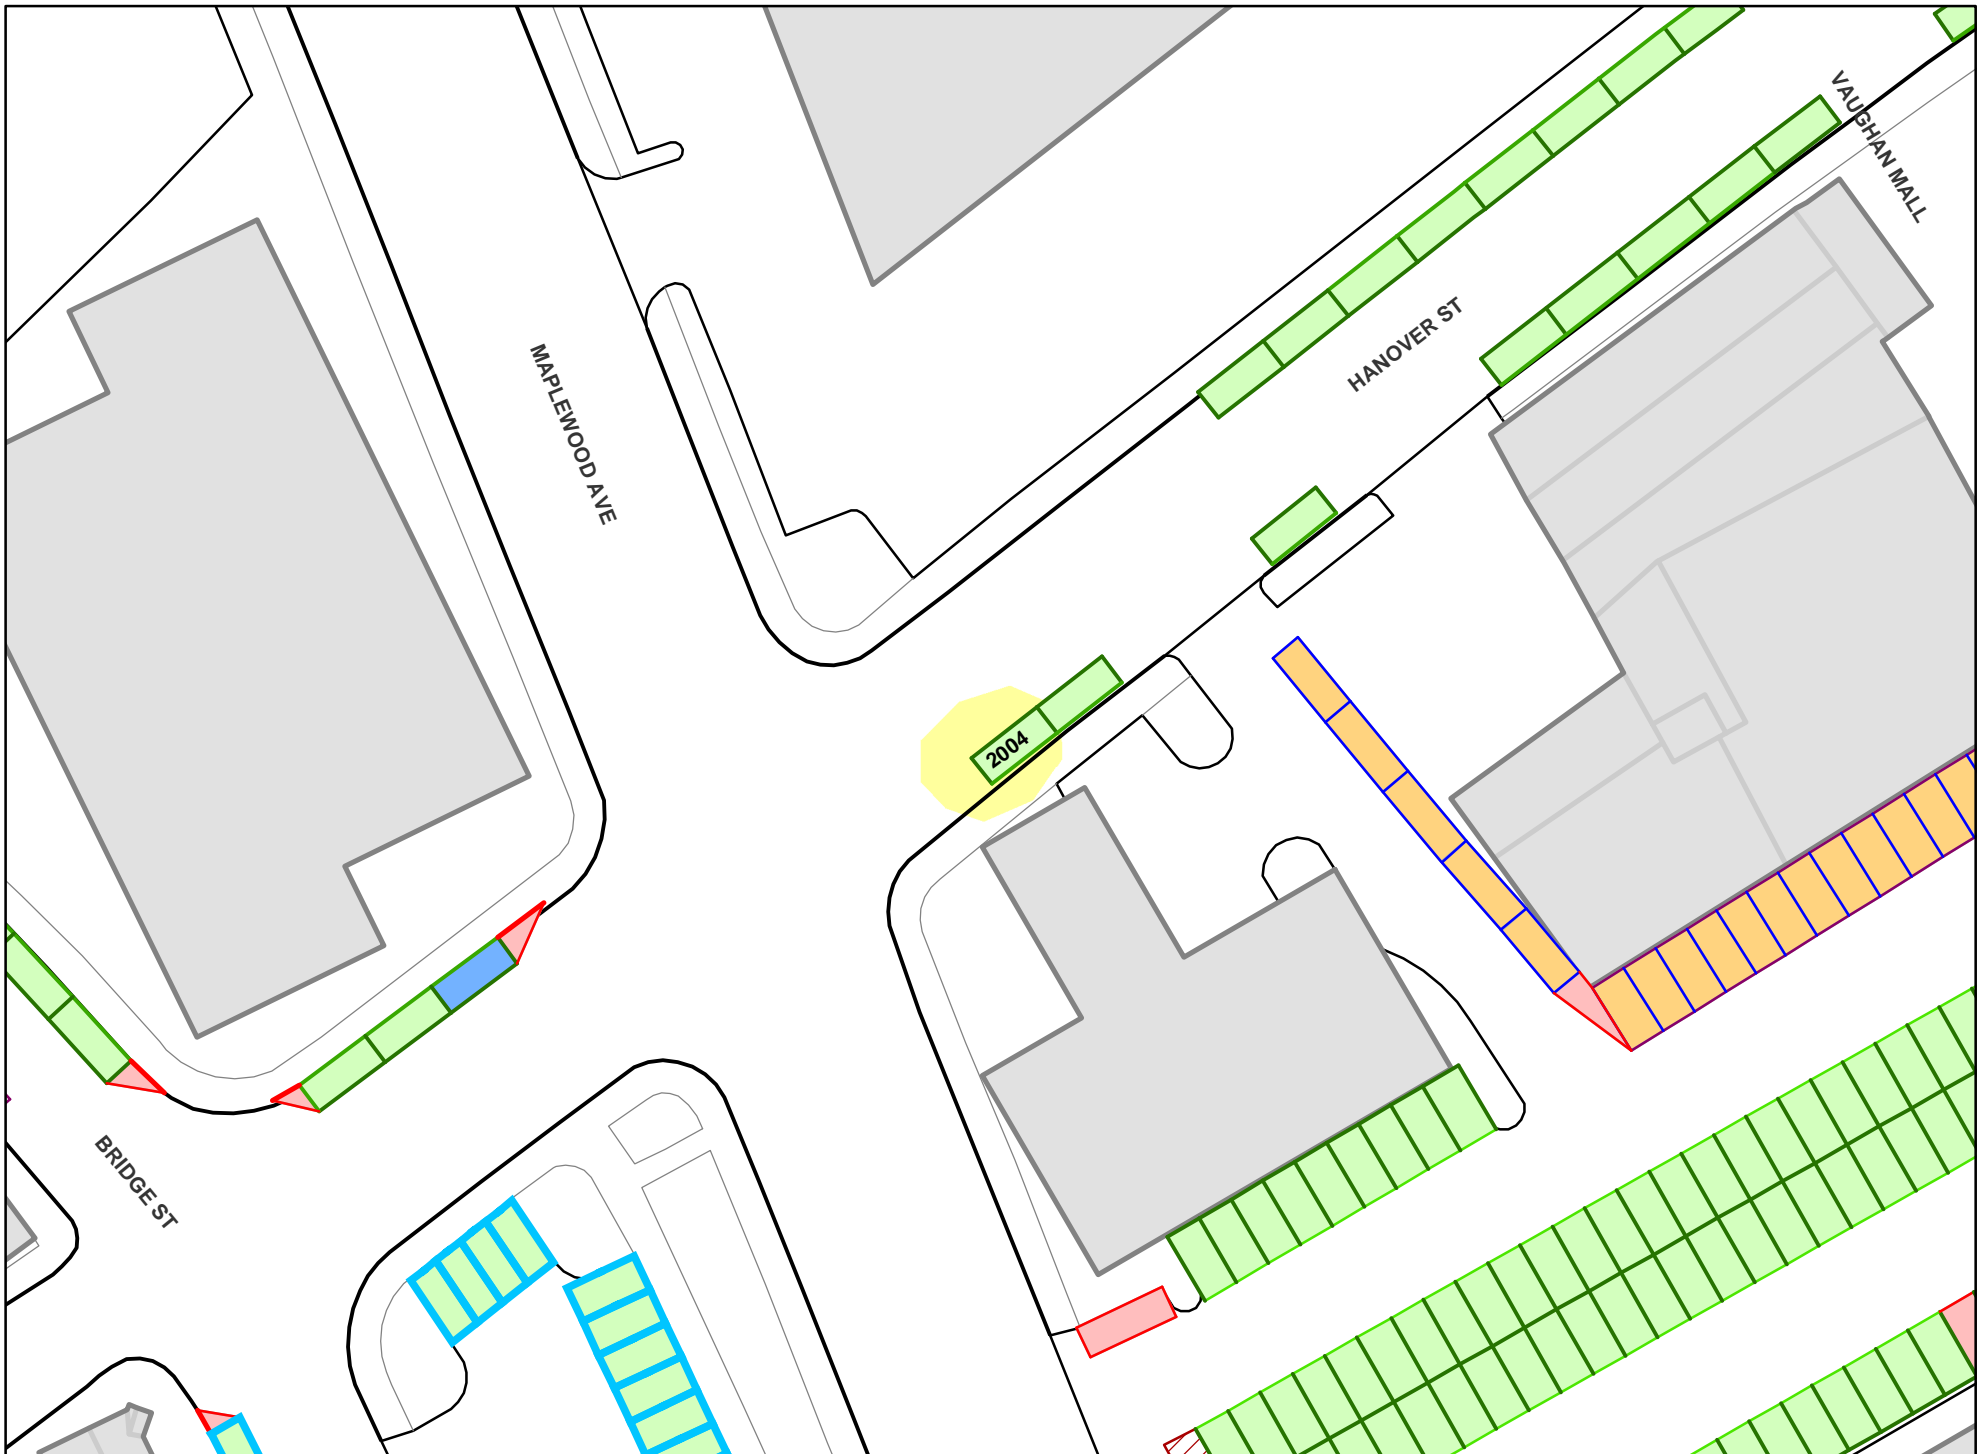 VAUGHAN MALL
HANOVER ST
MAPLEWOOD AVE
2004
BRIDGE ST